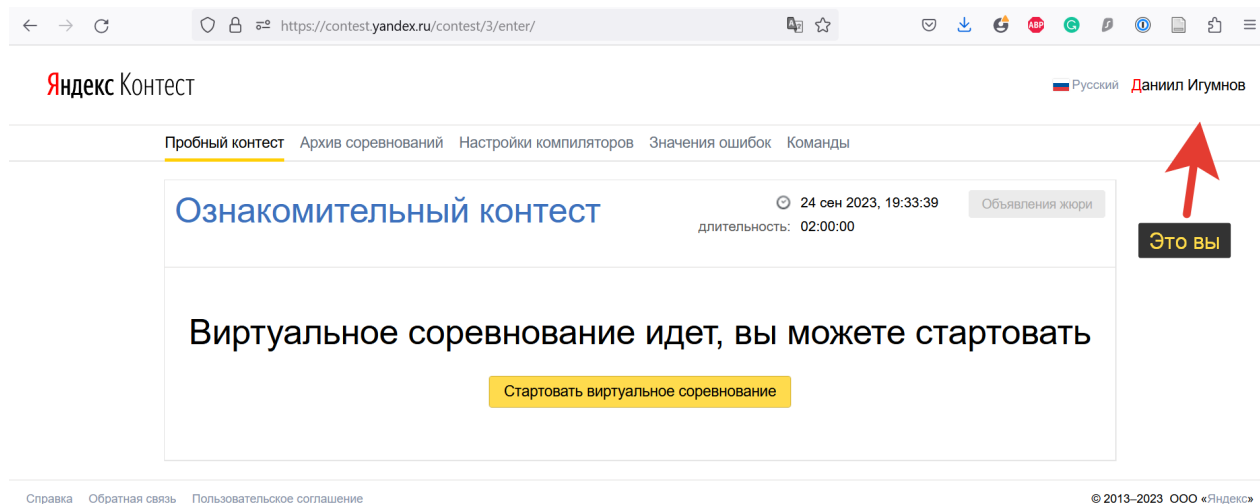 https://contest.yandex.ru/contest/3/enter/
Яндекс Контест
Русский Даниил Игумнов
Пробный контест Архив соревнований Настройки компиляторов Значения ошибок Команды
Ознакомительный контест
24 сен 2023, 19:33:39
Объявления жюри
длительность: 02:00:00
Это вы
Виртуальное соревнование идет, вы можете стартовать
Стартовать виртуальное соревнование
Справка Обратная связь Пользовательское соглашение
© 2013–2023 ООО «Яндекс»